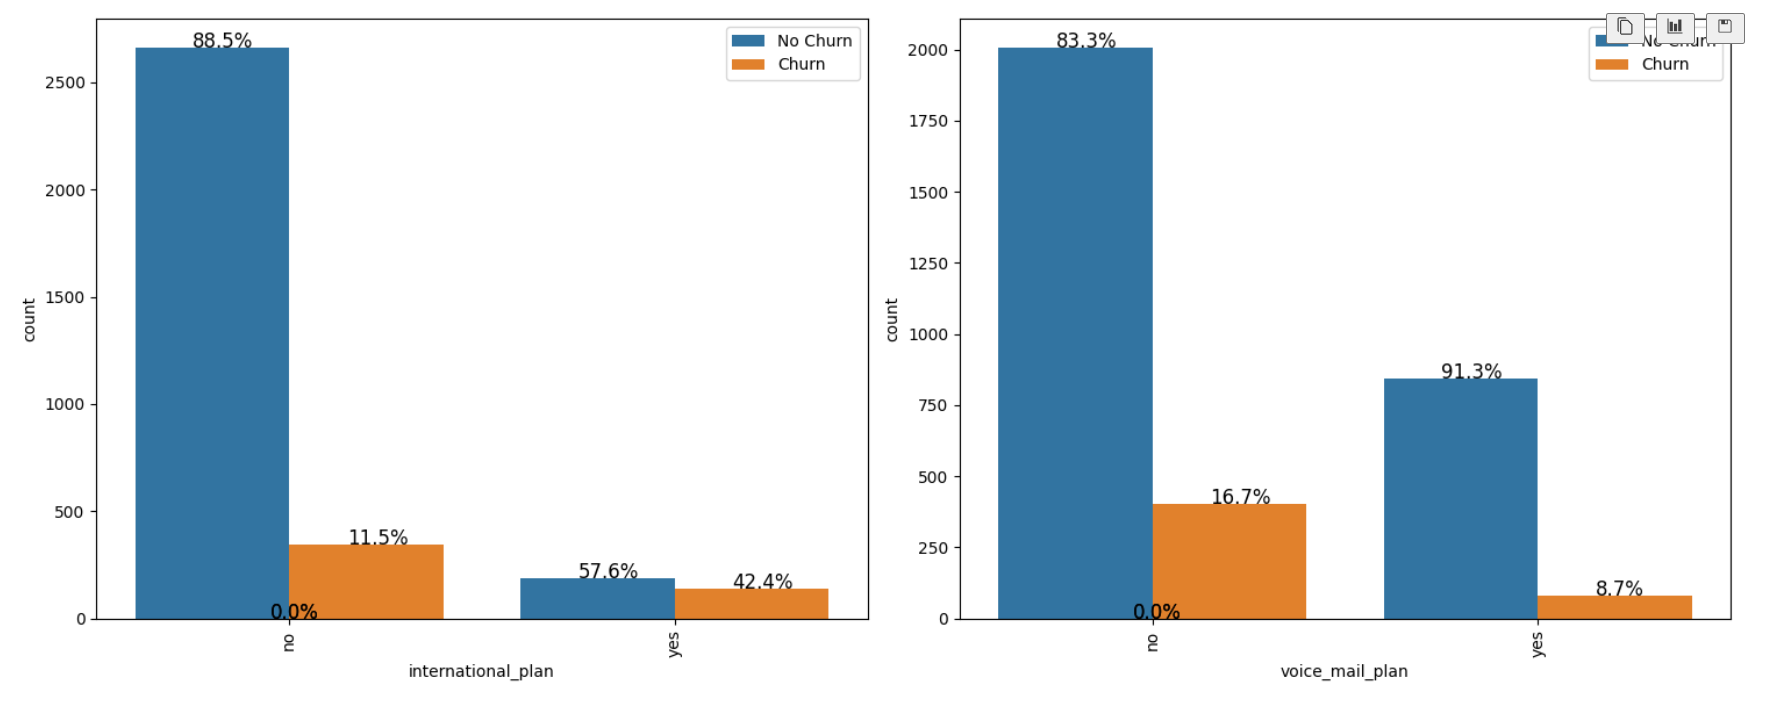 88.5%
No Churn
Churn
2500
2000
1500
1000
500
0
count
11.5%
57.6%
42.4%
0.0%
no
yes
international_plan
83.3%
No Churn
Churn
2000
1750
1500
1250
1000
750
500
250
0
count
91.3%
16.7%
8.7%
0.0%
no
yes
voice_mail_plan